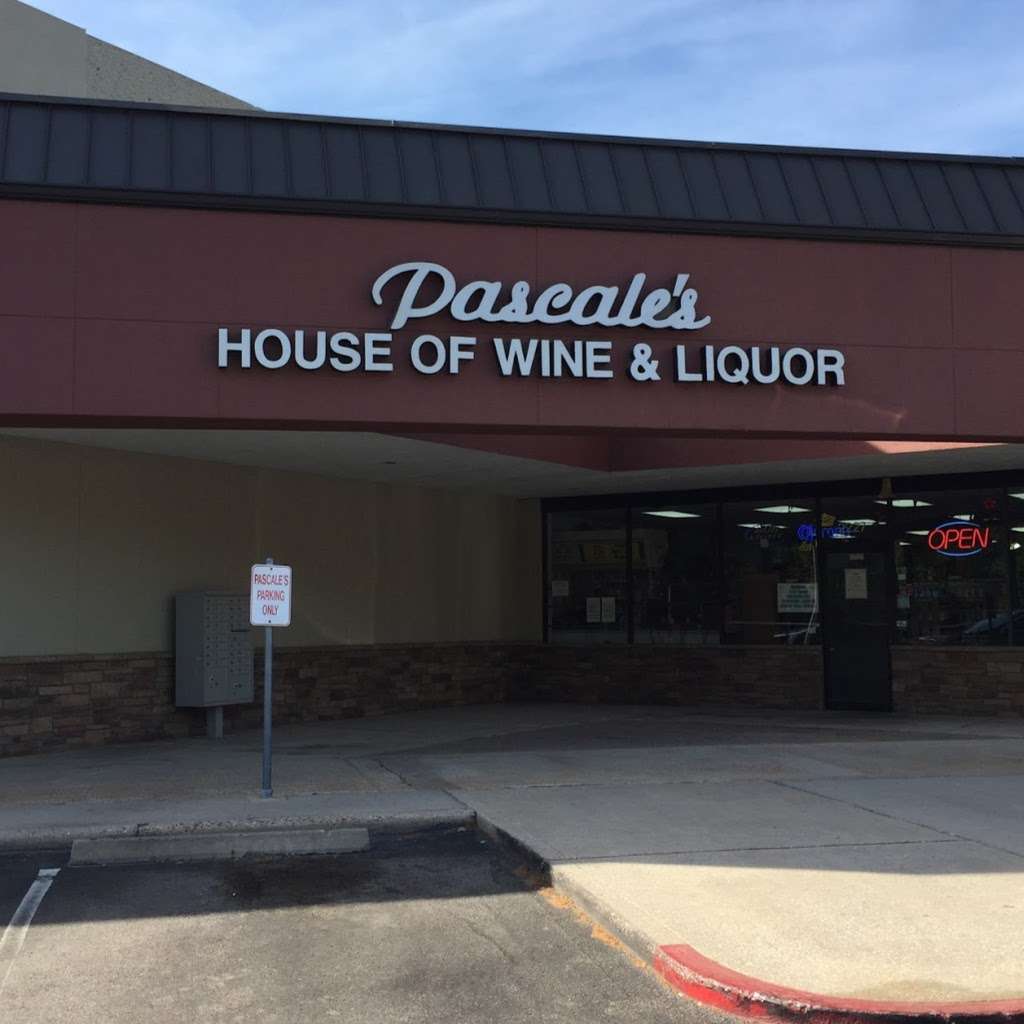 Pascale's
HOUSE OF WINE & LIQUOR
OPEN
PASCALE'S
PARKING
ONLY